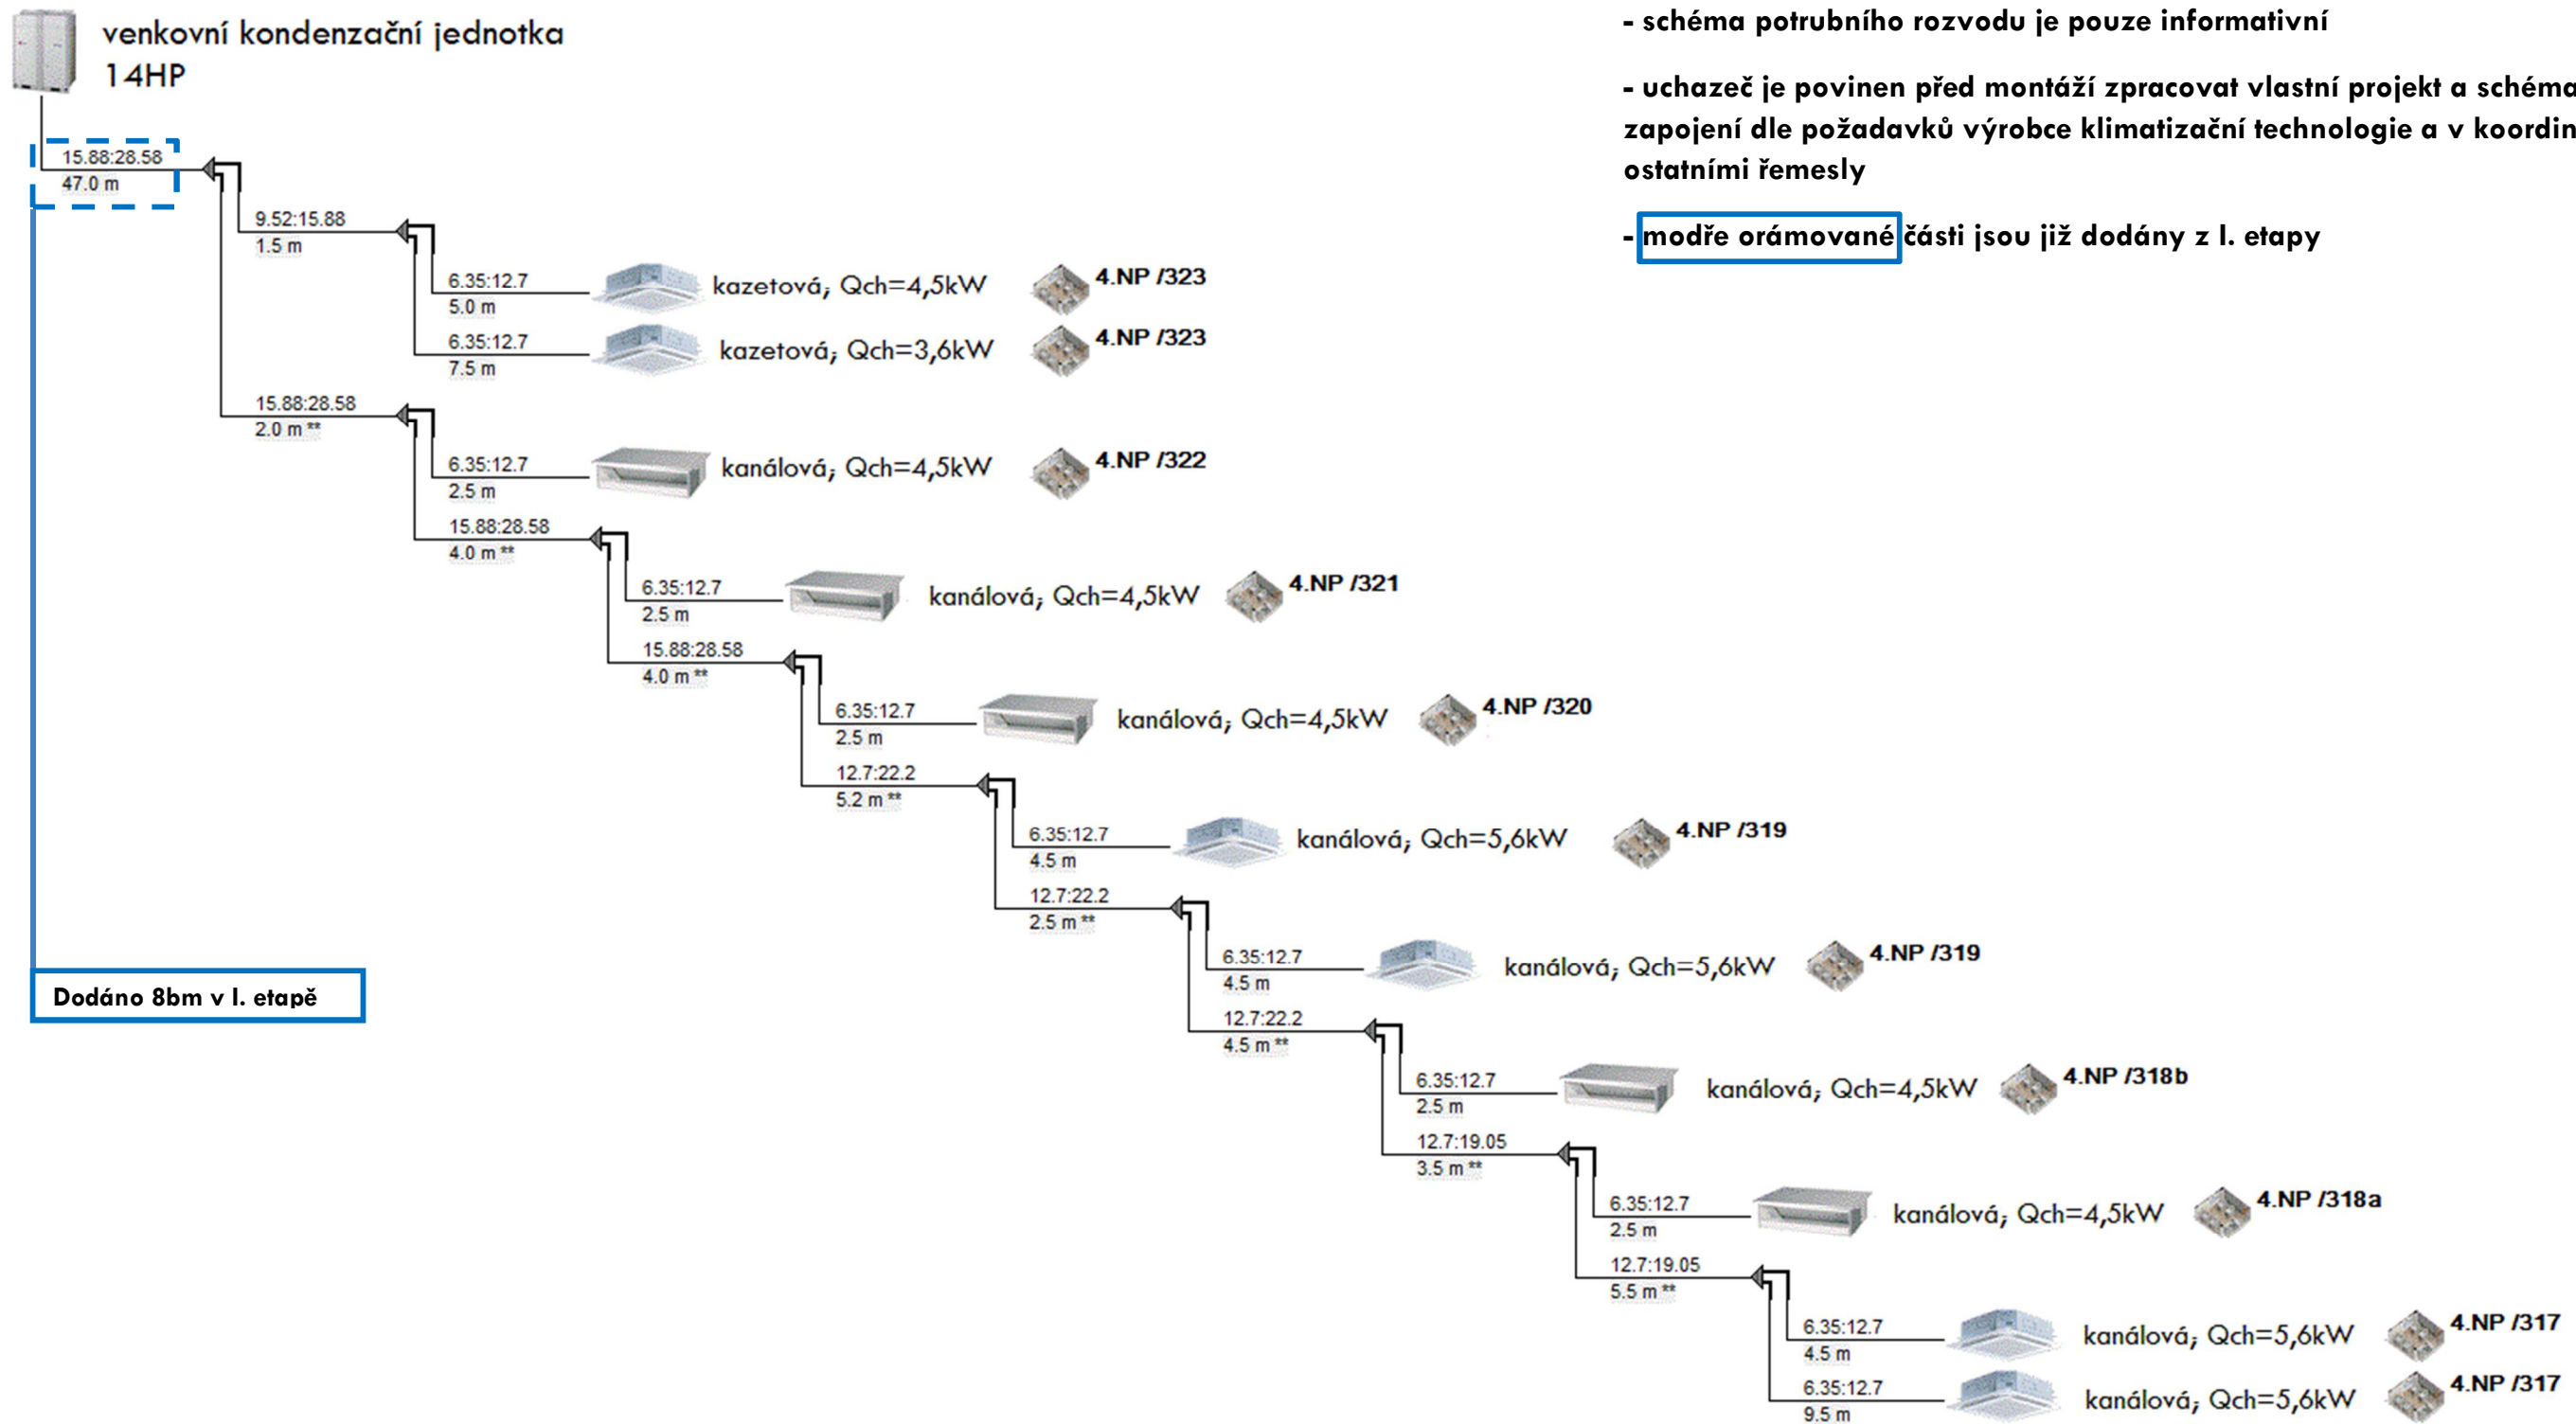 venkovní kondenzační jednotka
14HP
- schéma potrubního rozvodu je pouze informativní
- uchazeč je povinen před montáží zpracovat vlastní projekt a schéma
zapojení dle požadavků výrobce klimatizační technologie a v koordin
ostatními řemesly
- modře orámované části jsou již dodány z I. etapy
15.88:28.58
47.0 m
9.52:15.88
1.5 m
6.35:12.7
5.0 m
kazetová; Qch=4,5kW
4.NP /323
6.35:12.7
7.5 m
kazetová; Qch=3,6kW
4.NP /323
15.88:28.58
2.0 m **
6.35:12.7
2.5 m
kanálová; Qch=4,5kW
4.NP /322
15.88:28.58
4.0 m **
6.35:12.7
2.5 m
kanálová; Qch=4,5kW
4.NP /321
15.88:28.58
4.0 m **
6.35:12.7
2.5 m
kanálová; Qch=4,5kW
4.NP /320
12.7:22.2
5.2 m **
6.35:12.7
4.5 m
kanálová; Qch=5,6kW
4.NP /319
12.7:22.2
2.5 m **
6.35:12.7
4.5 m
kanálová; Qch=5,6kW
4.NP /319
Dodáno 8bm v I. etapě
12.7:22.2
4.5 m **
6.35:12.7
2.5 m
kanálová; Qch=4,5kW
4.NP /318b
12.7:19.05
3.5 m **
6.35:12.7
2.5 m
kanálová; Qch=4,5kW
4.NP /318a
12.7:19.05
5.5 m **
6.35:12.7
4.5 m
kanálová; Qch=5,6kW
4.NP /317
6.35:12.7
9.5 m
kanálová; Qch=5,6kW
4.NP /317